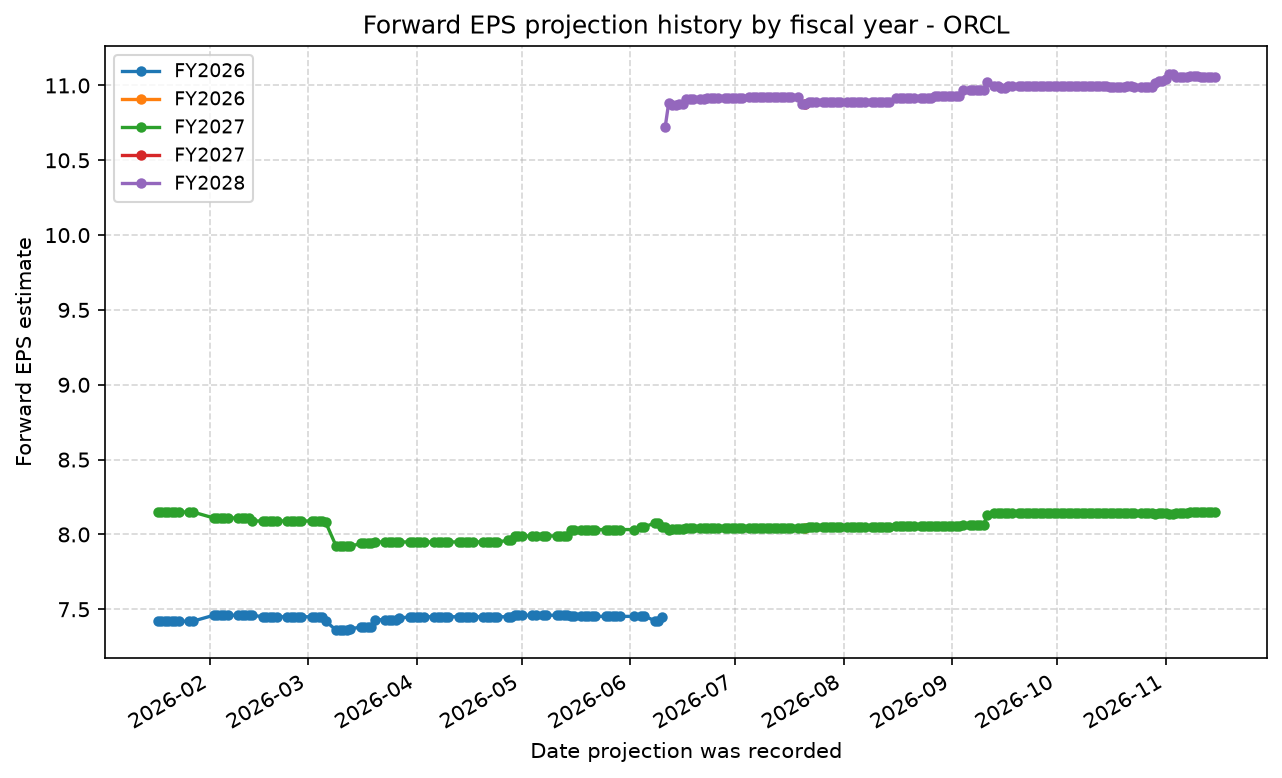 Forward EPS projection history by fiscal year - ORCL
FY2026
FY2026
FY2027
FY2027
FY2028
Forward EPS estimate
11.0
10.5
10.0
9.5
9.0
8.5
8.0
7.5
2026-02
2026-03
2026-04
2026-05
2026-06
2026-07
2026-08
2026-09
2026-10
2026-11
Date projection was recorded